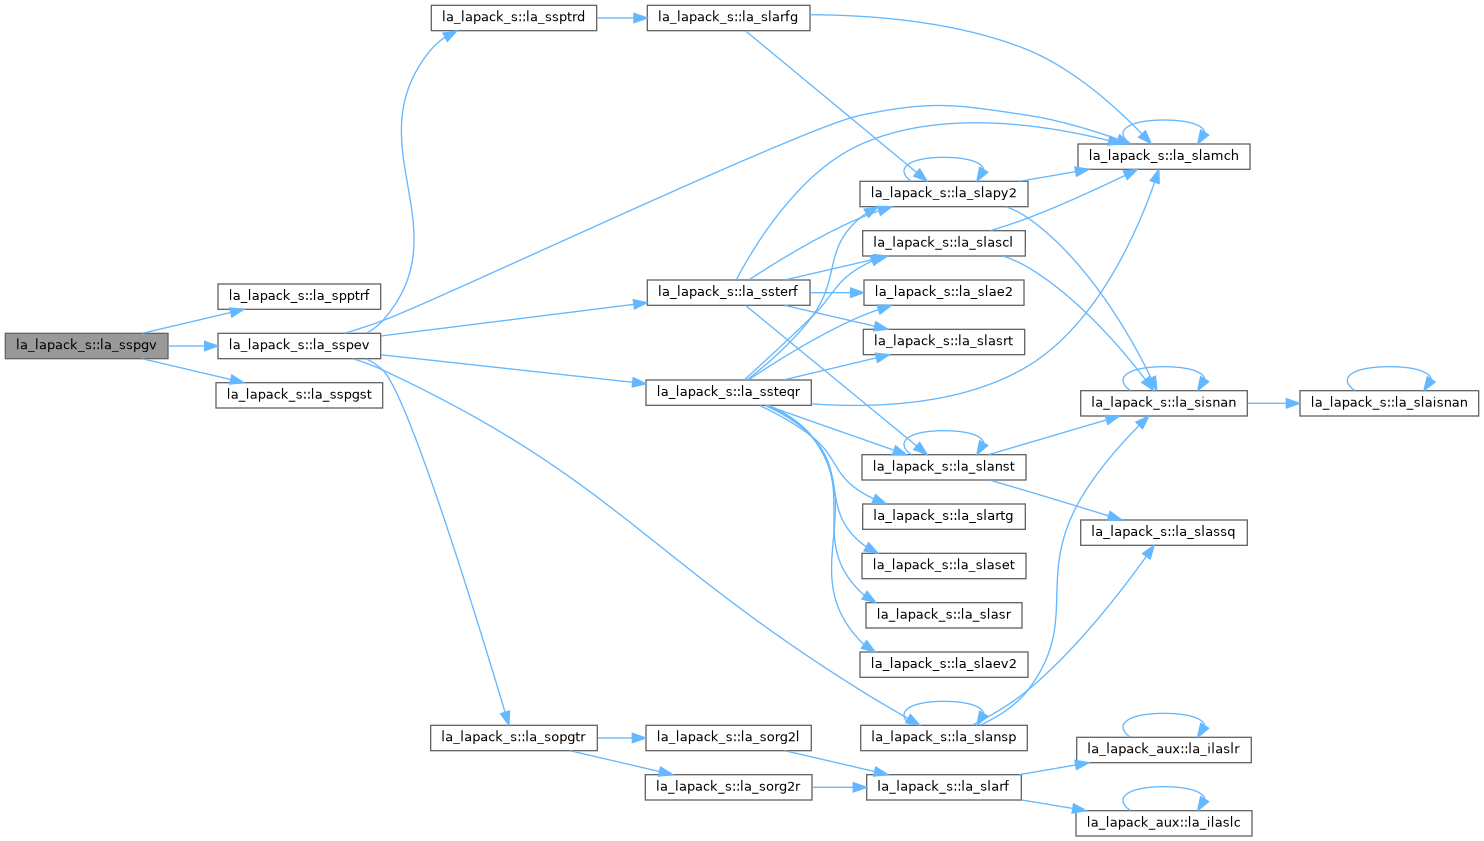 la_lapack_s::la_ssptrd
la_lapack_s::la_slarfg
la_lapack_s::la_slamch
la_lapack_s::la_slapy2
la_lapack_s::la_slascl
la_lapack_s::la_spptrf
la_lapack_s::la_ssterf
la_lapack_s::la_slae2
la_lapack_s::la_sspgv
la_lapack_s::la_sspev
la_lapack_s::la_slasrt
la_lapack_s::la_sspgst
la_lapack_s::la_ssteqr
la_lapack_s::la_sisnan
la_lapack_s::la_slaisnan
la_lapack_s::la_slanst
la_lapack_s::la_slartg
la_lapack_s::la_slassq
la_lapack_s::la_slaset
la_lapack_s::la_slasr
la_lapack_s::la_slaev2
la_lapack_s::la_sopgtr
la_lapack_s::la_sorg2l
la_lapack_s::la_slansp
la_lapack_aux::la_ilaslr
la_lapack_s::la_sorg2r
la_lapack_s::la_slarf
la_lapack_aux::la_ilaslc